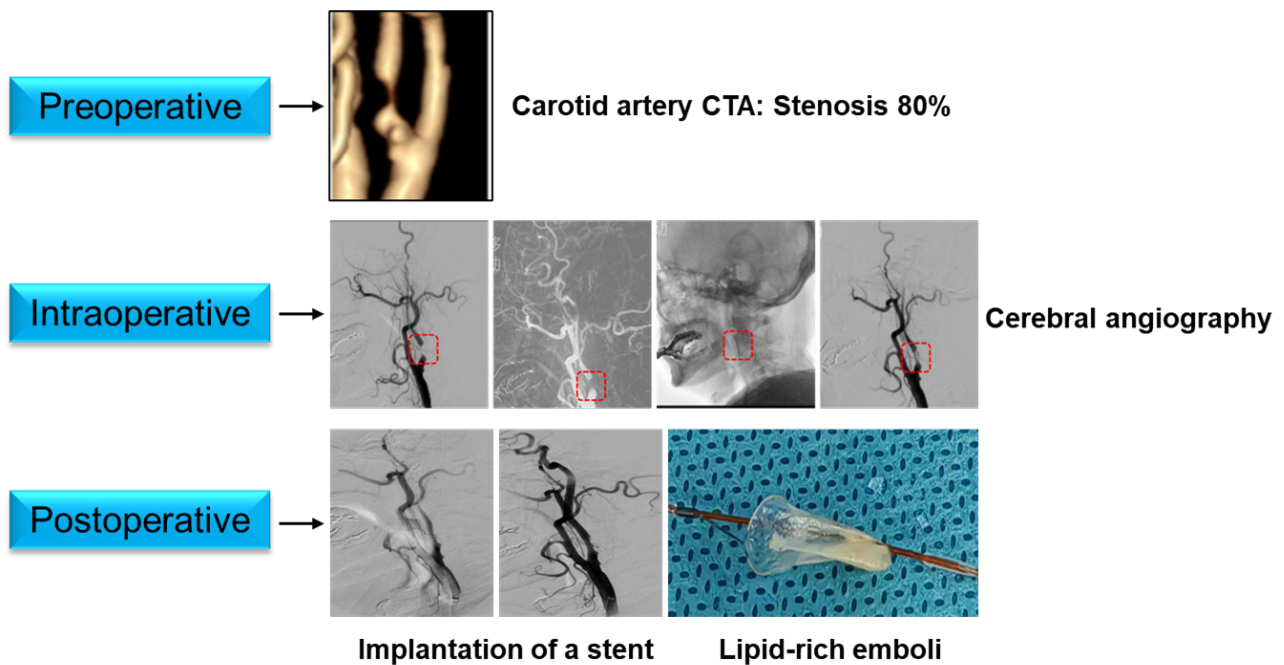 Preoperative
Carotid artery CTA: Stenosis 80%
Intraoperative
Cerebral angiography
Postoperative
Implantation of a stent
Lipid-rich emboli